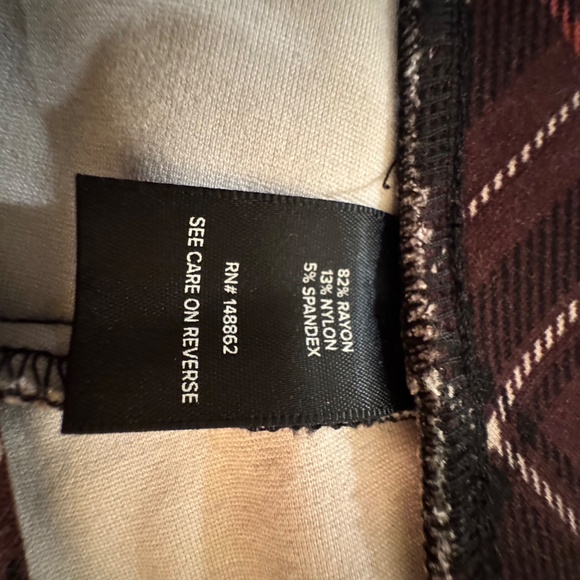 82% RAYON
13% NYLON
5% SPANDEX
RN# 148862
SEE CARE ON REVERSE